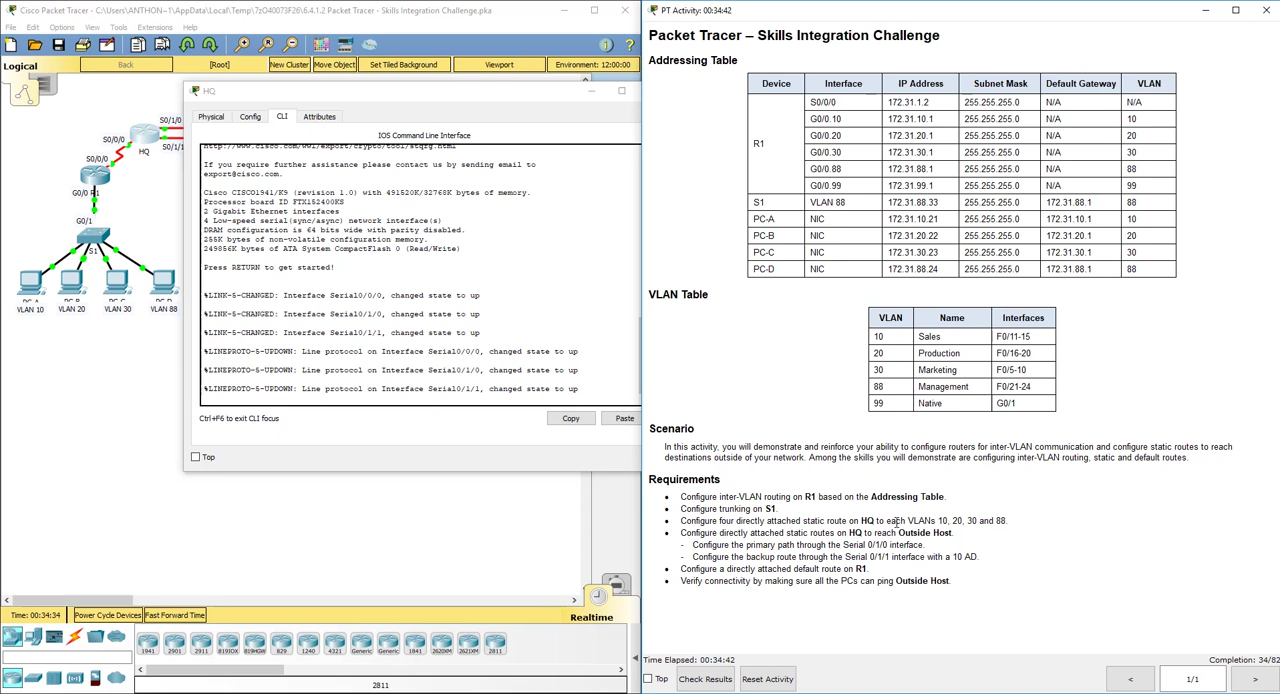 Cisco Packet Tracer - C:\Users\ANTHON~1\AppData\Local\Temp\7zO40073F26\6.4.1.2 Packet Tracer - Skills Integration Challenge.pka
File Edit Options View Tools Extensions Help
Logical Back [Root] New Cluster Move Object Set Tiled Background Viewport Environment: 12:00:00
S0/1/0
S0/0/0
HQ S0/1/1
S0/0/0
G0/0 R1
G0/1
S1
VLAN 10 VLAN 20 VLAN 30 VLAN 88
HQ
Physical Config CLI Attributes
IOS Command Line Interface
http://www.cisco.com/wwl/export/crypto/tool/stqrg.html
If you require further assistance please contact us by sending email to
export@cisco.com.
Cisco CISCO1941/K9 (revision 1.0) with 491520K/32768K bytes of memory.
Processor board ID FTX152400KS
2 Gigabit Ethernet interfaces
4 Low-speed serial(sync/async) network interface(s)
DRAM configuration is 64 bits wide with parity disabled.
255K bytes of non-volatile configuration memory.
249856K bytes of ATA System CompactFlash 0 (Read/Write)
Press RETURN to get started!
%LINK-5-CHANGED: Interface Serial0/0/0, changed state to up
%LINK-5-CHANGED: Interface Serial0/1/0, changed state to up
%LINK-5-CHANGED: Interface Serial0/1/1, changed state to up
%LINEPROTO-5-UPDOWN: Line protocol on Interface Serial0/0/0, changed state to up
%LINEPROTO-5-UPDOWN: Line protocol on Interface Serial0/1/0, changed state to up
%LINEPROTO-5-UPDOWN: Line protocol on Interface Serial0/1/1, changed state to up
Ctrl+F6 to exit CLI focus Copy Paste
Top
Time: 00:34:34 Power Cycle Devices Fast Forward Time Realtime
1941 2901 2911 819IOX 819HGW 829 1240 4321 Generic Generic 1841 2620XM 2621XM 2811
2811
PT Activity: 00:34:42
Packet Tracer – Skills Integration Challenge
Addressing Table
Device Interface IP Address Subnet Mask Default Gateway VLAN
R1
S0/0/0 172.31.1.2 255.255.255.0 N/A N/A
G0/0.10 172.31.10.1 255.255.255.0 N/A 10
G0/0.20 172.31.20.1 255.255.255.0 N/A 20
G0/0.30 172.31.30.1 255.255.255.0 N/A 30
G0/0.88 172.31.88.1 255.255.255.0 N/A 88
G0/0.99 172.31.99.1 255.255.255.0 N/A 99
S1 VLAN 88 172.31.88.33 255.255.255.0 172.31.88.1 88
PC-A NIC 172.31.10.21 255.255.255.0 172.31.10.1 10
PC-B NIC 172.31.20.22 255.255.255.0 172.31.20.1 20
PC-C NIC 172.31.30.23 255.255.255.0 172.31.30.1 30
PC-D NIC 172.31.88.24 255.255.255.0 172.31.88.1 88
VLAN Table
VLAN Name Interfaces
10 Sales F0/11-15
20 Production F0/16-20
30 Marketing F0/5-10
88 Management F0/21-24
99 Native G0/1
Scenario
In this activity, you will demonstrate and reinforce your ability to configure routers for inter-VLAN communication and configure static routes to reach
destinations outside of your network. Among the skills you will demonstrate are configuring inter-VLAN routing, static and default routes.
Requirements
• Configure inter-VLAN routing on R1 based on the Addressing Table.
• Configure trunking on S1.
• Configure four directly attached static route on HQ to each VLANs 10, 20, 30 and 88.
• Configure directly attached static routes on HQ to reach Outside Host.
- Configure the primary path through the Serial 0/1/0 interface.
- Configure the backup route through the Serial 0/1/1 interface with a 10 AD.
• Configure a directly attached default route on R1.
• Verify connectivity by making sure all the PCs can ping Outside Host.
Time Elapsed: 00:34:42 Completion: 34/82
Top Check Results Reset Activity < 1/1 >